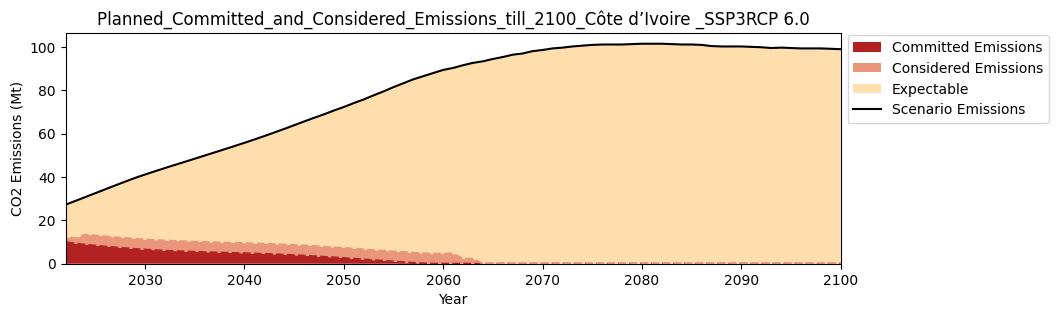 Planned_Committed_and_Considered_Emissions_till_2100_Côte d’Ivoire _SSP3RCP 6.0
100
80
60
40
20
0
CO2 Emissions (Mt)
2030 2040 2050 2060 2070 2080 2090 2100
Year
Committed Emissions
Considered Emissions
Expectable
Scenario Emissions